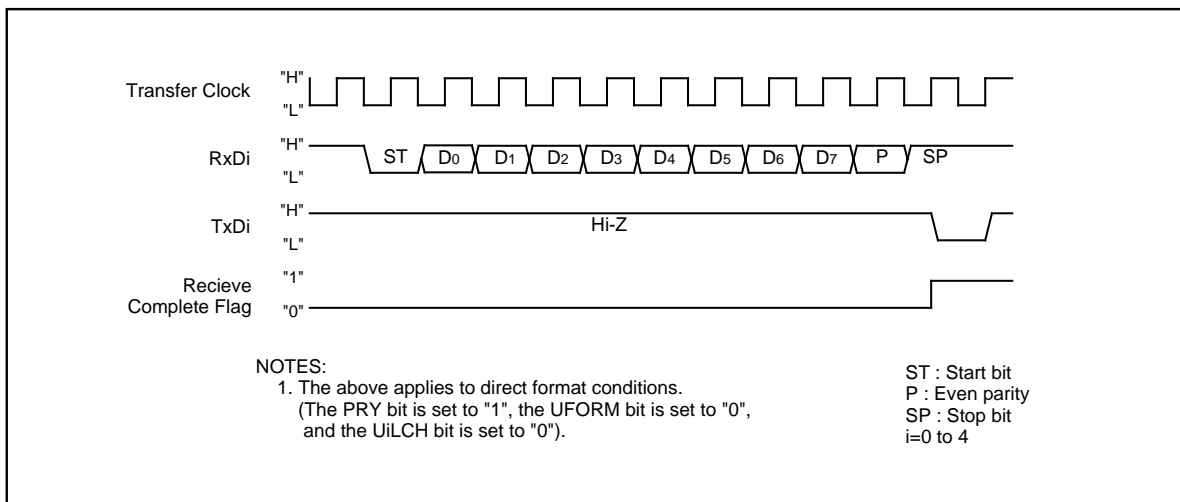 Transfer Clock
"H"
"L"
RxDi
"H"
"L"
ST D0 D1 D2 D3 D4 D5 D6 D7 P SP
TxDi
"H"
"L"
Hi-Z
Recieve
Complete Flag
"1"
"0"
NOTES:
1. The above applies to direct format conditions.
(The PRY bit is set to "1", the UFORM bit is set to "0",
and the UiLCH bit is set to "0").
ST : Start bit
P : Even parity
SP : Stop bit
i=0 to 4